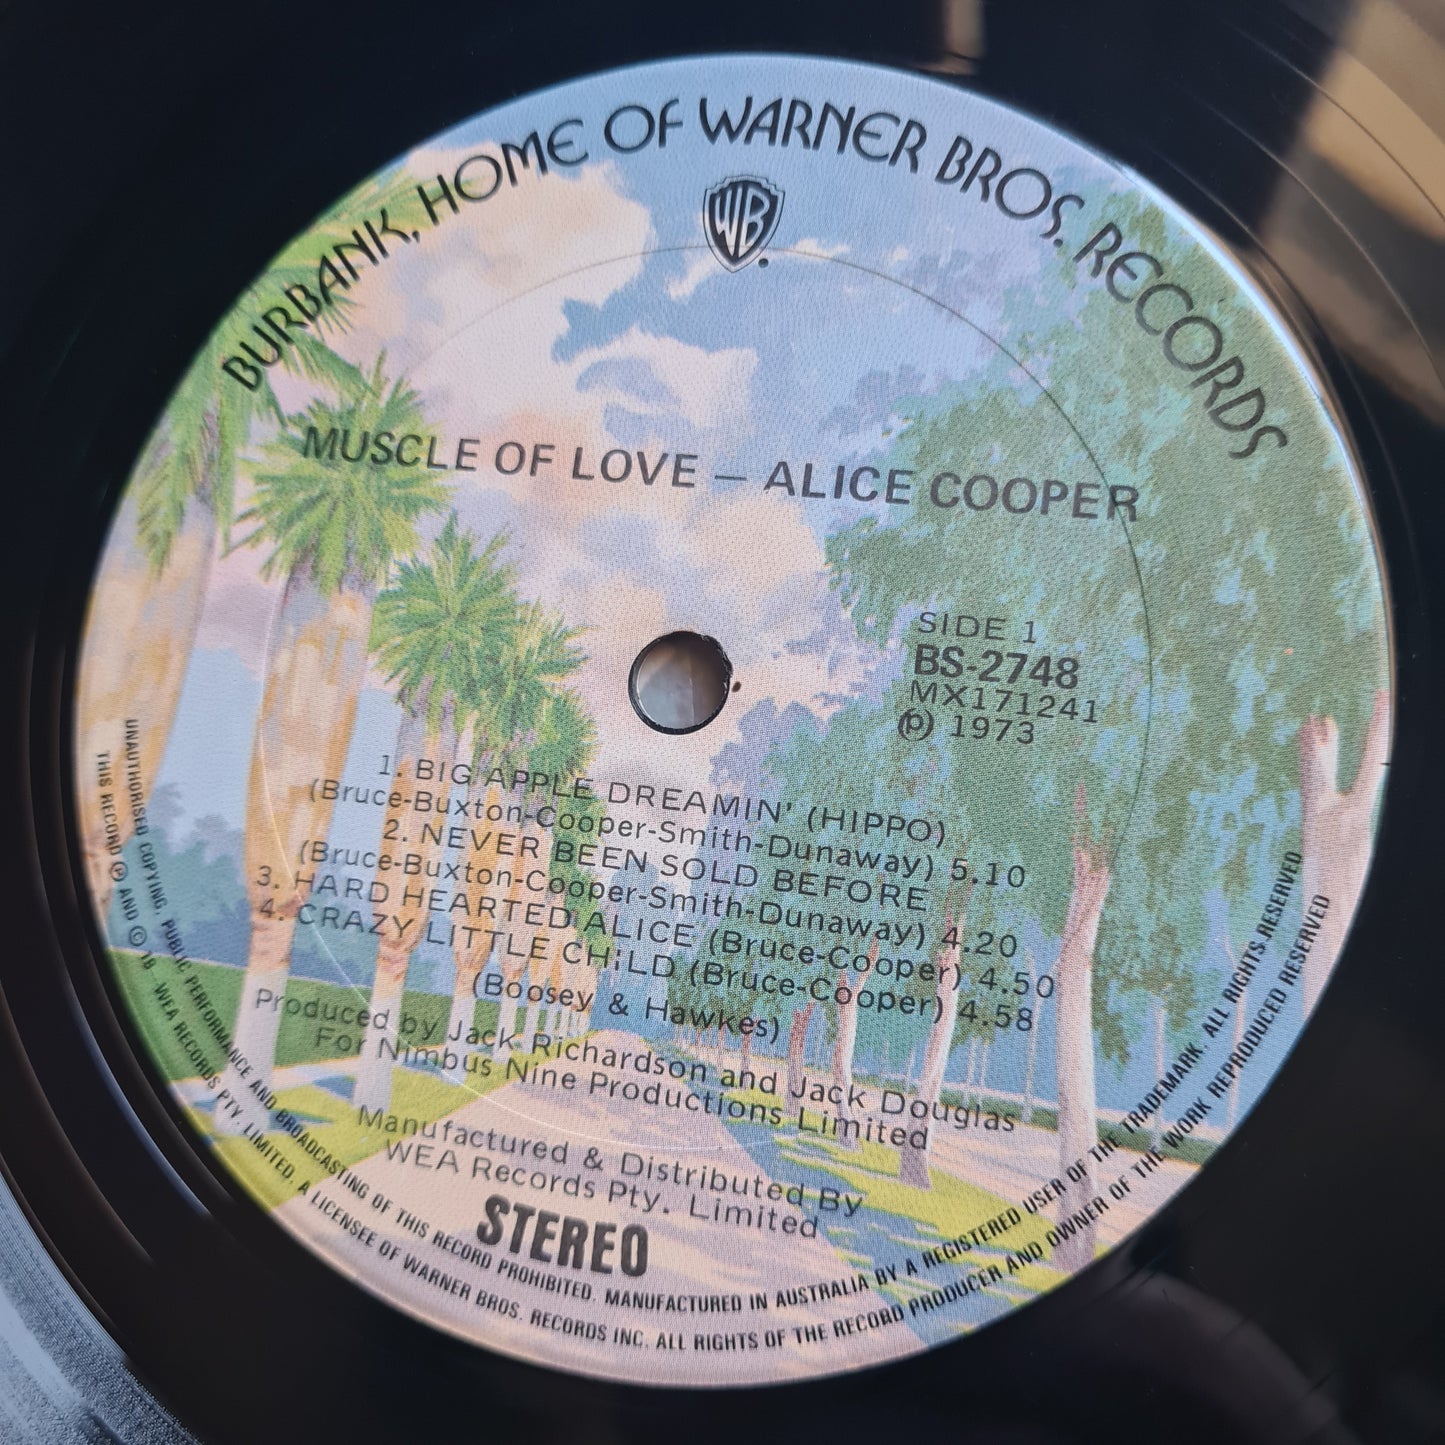 BURBANK, HOME OF WARNER BROS. RECORDS
WB
MUSCLE OF LOVE — ALICE COOPER
SIDE 1
BS-2748
MX171241
℗ 1973
1. BIG APPLE DREAMIN' (HIPPO)
(Bruce-Buxton-Cooper-Smith-Dunaway) 5.10
2. NEVER BEEN SOLD BEFORE
(Bruce-Buxton-Cooper-Smith-Dunaway) 4.20
3. HARD HEARTED ALICE (Bruce-Cooper) 4.50
4. CRAZY LITTLE CHiLD (Bruce-Cooper) 4.58
(Boosey & Hawkes)
Produced by Jack Richardson and Jack Douglas
For Nimbus Nine Productions Limited
Manufactured & Distributed By
WEA Records Pty. Limited
STEREO
UNAUTHORISED COPYING, PUBLIC PERFORMANCE AND BROADCASTING OF THIS RECORD PROHIBITED. MANUFACTURED IN AUSTRALIA BY A REGISTERED USER OF THE TRADEMARK. ALL RIGHTS RESERVED
THIS RECORD ℗ AND © IS WEA RECORDS PTY. LIMITED. A LICENSEE OF WARNER BROS. RECORDS INC. ALL RIGHTS OF THE RECORD PRODUCER AND OWNER OF THE WORK REPRODUCED RESERVED